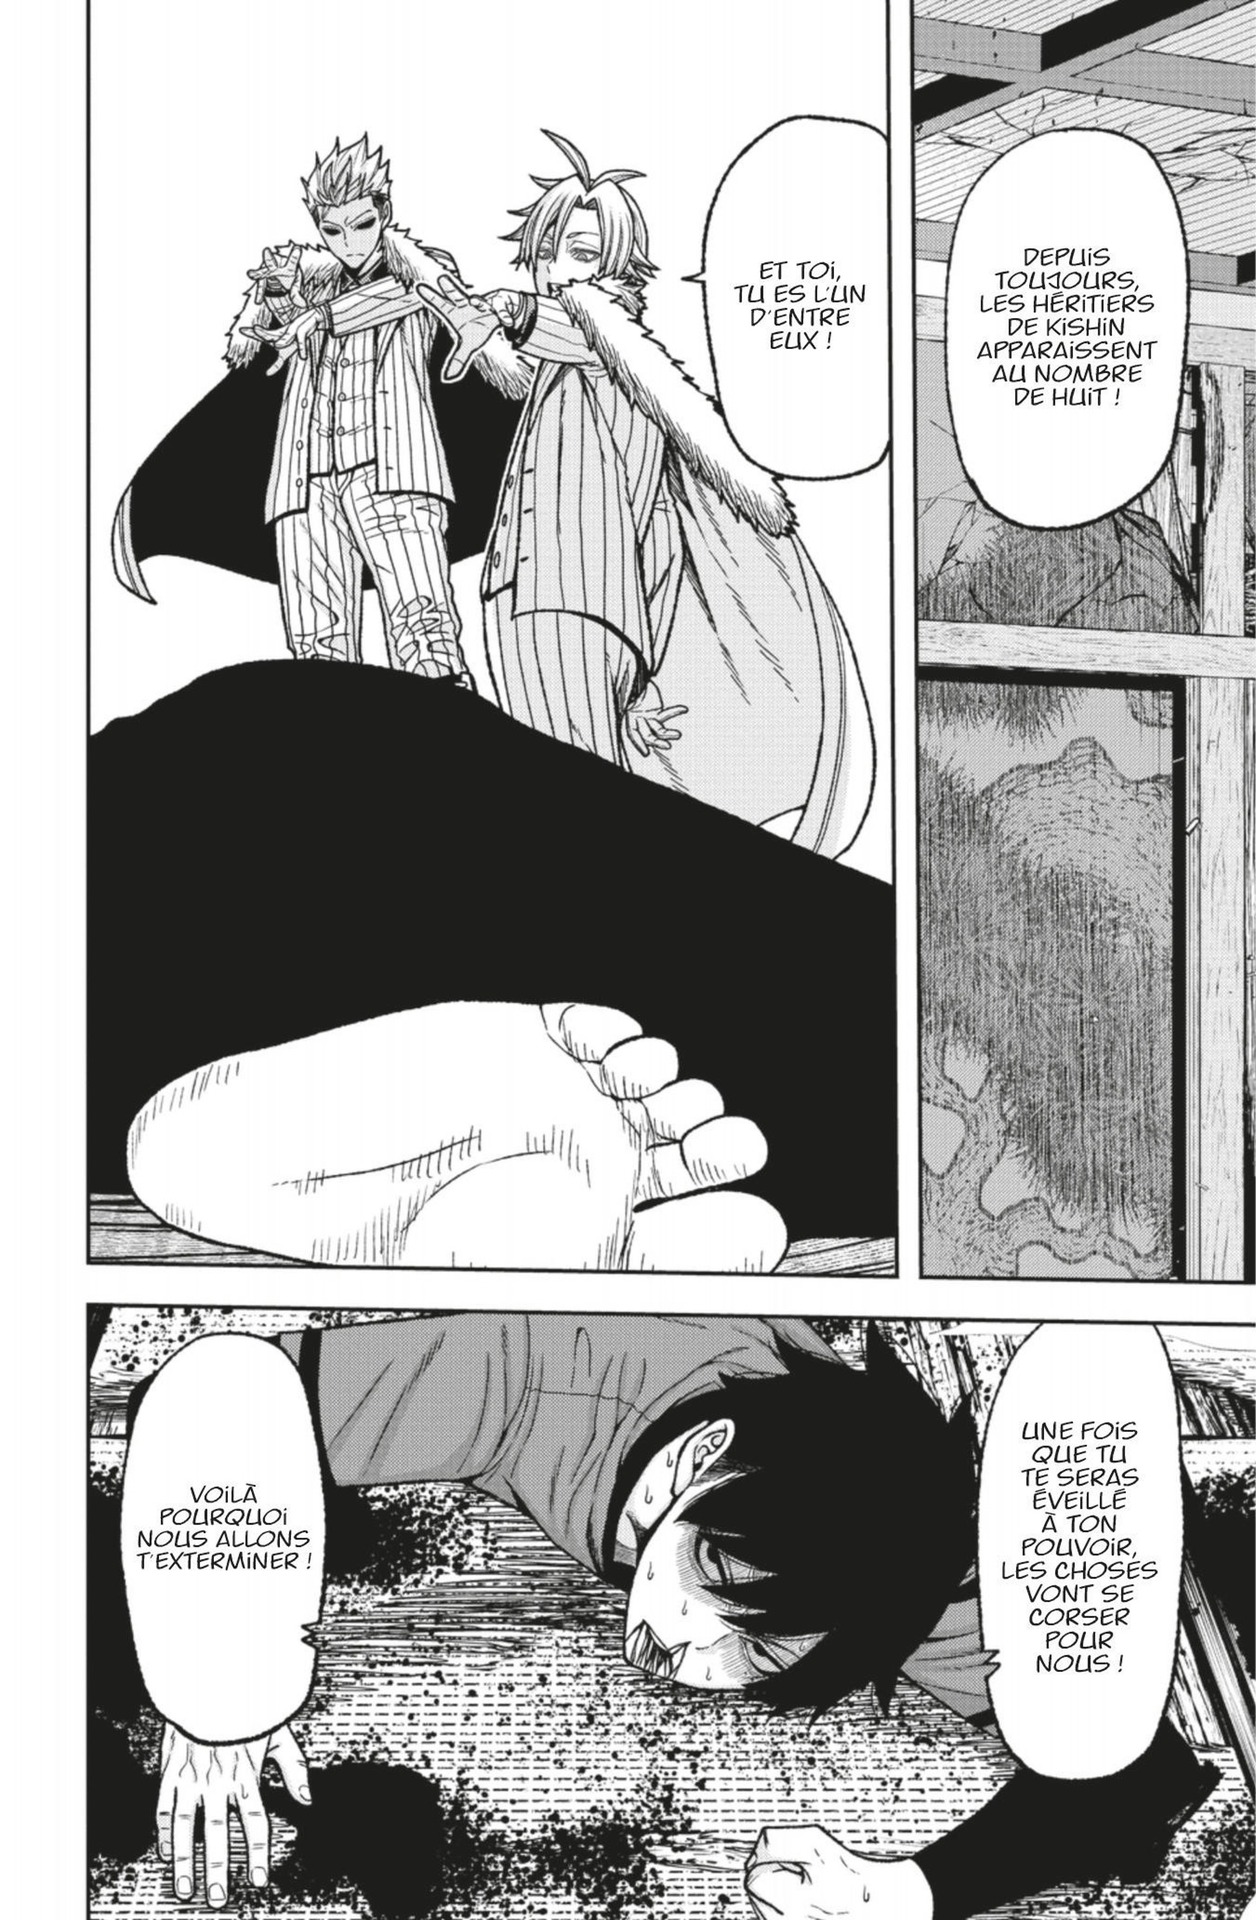 DEPUIS
TOUJOURS,
LES HÉRITIERS
DE KISHIN
APPARAISSENT
AU NOMBRE
DE HUIT !
ET TOI,
TU ES L'UN
D'ENTRE
EUX !
UNE FOIS
QUE TU
TE SERAS
ÉVEILLÉ
À TON
POUVOIR,
LES CHOSES
VONT SE
CORSER
POUR
NOUS !
VOILÀ
POURQUOI
NOUS ALLONS
T'EXTERMINER !